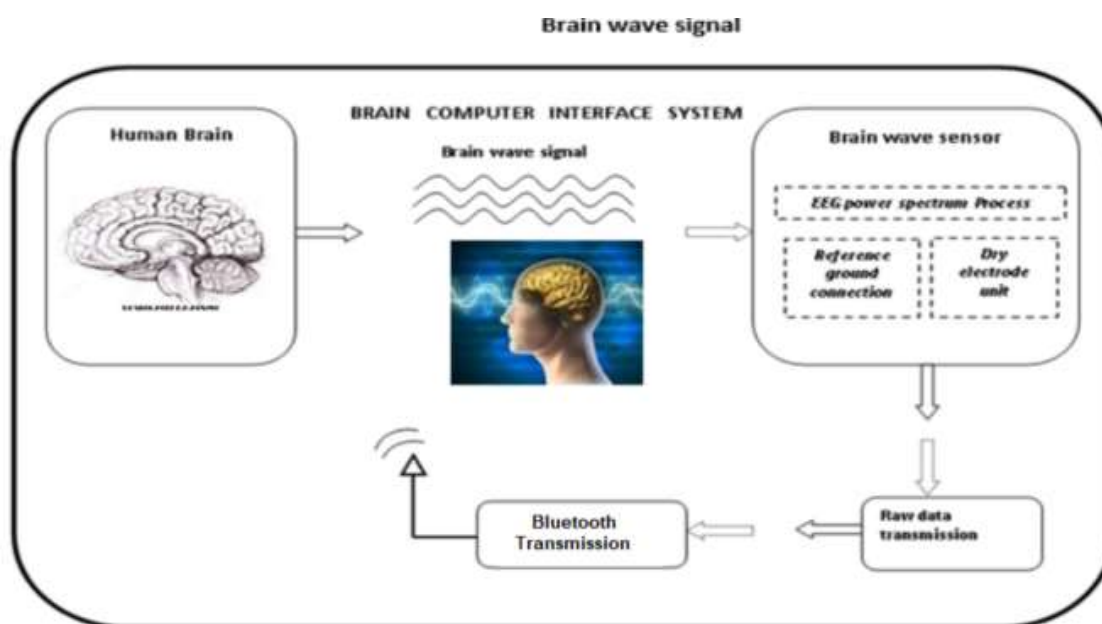 Brain wave signal
BRAIN COMPUTER INTERFACE SYSTEM
Human Brain
Brain wave signal
Brain wave sensor
EEG power spectrum Process
Reference
ground
connection
Dry
electrode
unit
Bluetooth
Transmission
Raw data
transmission